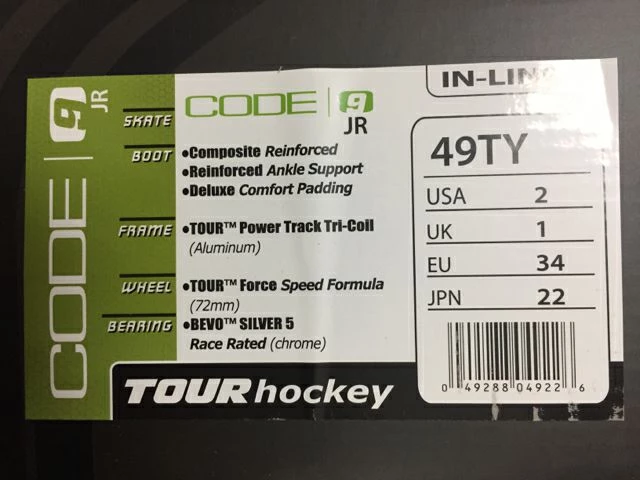 CODE | 9 JR
SKATE
CODE | 9
JR
BOOT
•Composite Reinforced
•Reinforced Ankle Support
•Deluxe Comfort Padding
FRAME
•TOUR™ Power Track Tri-Coil
(Aluminum)
WHEEL
•TOUR™ Force Speed Formula
(72mm)
BEARING
•BEVO™ SILVER 5
Race Rated (chrome)
TOUR hockey
49TY
USA 2
UK 1
EU 34
JPN 22
0 49288 04922 6